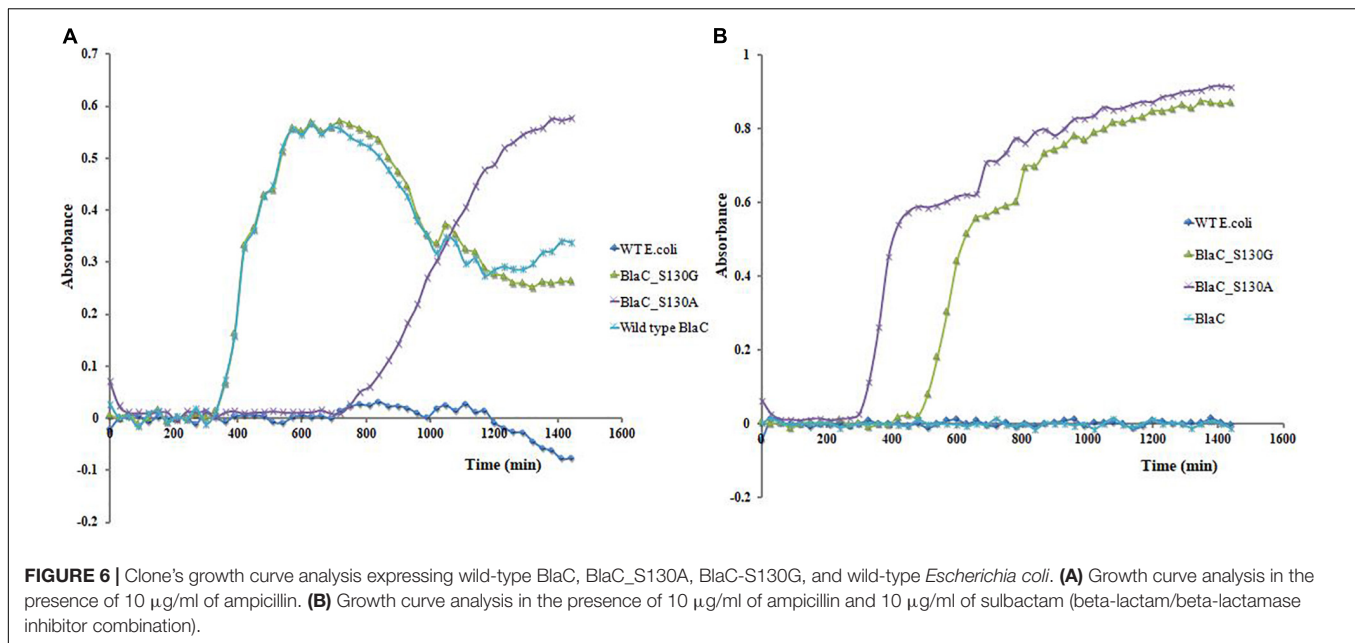 A
0.7
0.6
0.5
0.4
0.3
0.2
0.1
0
-0.1
-0.2
Absorbance
0
200
400
600
800
1000
1200
1400
1600
Time (min)
WTE.coli
BlaC_S130G
BlaC_S130A
Wild type BlaC
B
1
0.8
0.6
0.4
0.2
0
-0.2
Absorbance
0
200
400
600
800
1000
1200
1400
1600
Time (min)
WTE.coli
BlaC_S130G
BlaC_S130A
BlaC
FIGURE 6 | Clone's growth curve analysis expressing wild-type BlaC, BlaC_S130A, BlaC-S130G, and wild-type Escherichia coli. (A) Growth curve analysis in the
presence of 10 μg/ml of ampicillin. (B) Growth curve analysis in the presence of 10 μg/ml of ampicillin and 10 μg/ml of sulbactam (beta-lactam/beta-lactamase
inhibitor combination).